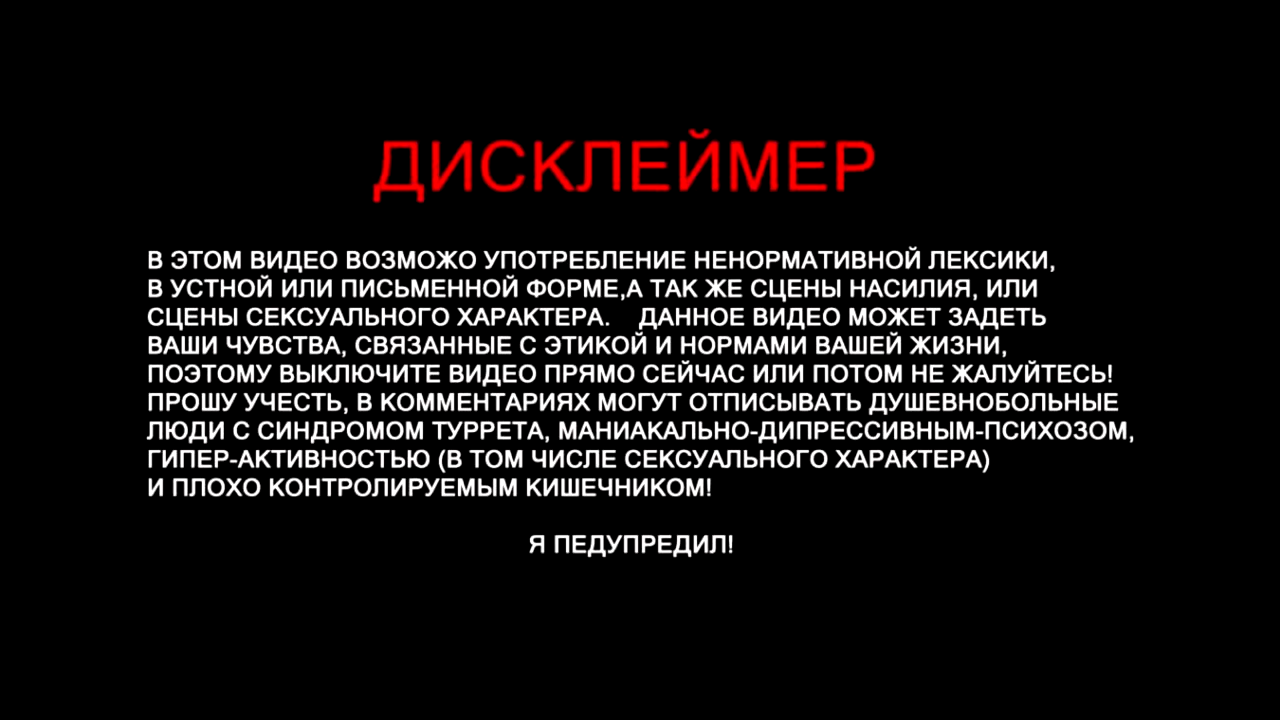 ДИСКЛЕЙМЕР
В ЭТОМ ВИДЕО ВОЗМОЖО УПОТРЕБЛЕНИЕ НЕНОРМАТИВНОЙ ЛЕКСИКИ,
В УСТНОЙ ИЛИ ПИСЬМЕННОЙ ФОРМЕ,А ТАК ЖЕ СЦЕНЫ НАСИЛИЯ, ИЛИ
СЦЕНЫ СЕКСУАЛЬНОГО ХАРАКТЕРА. ДАННОЕ ВИДЕО МОЖЕТ ЗАДЕТЬ
ВАШИ ЧУВСТВА, СВЯЗАННЫЕ С ЭТИКОЙ И НОРМАМИ ВАШЕЙ ЖИЗНИ,
ПОЭТОМУ ВЫКЛЮЧИТЕ ВИДЕО ПРЯМО СЕЙЧАС ИЛИ ПОТОМ НЕ ЖАЛУЙТЕСЬ!
ПРОШУ УЧЕСТЬ, В КОММЕНТАРИЯХ МОГУТ ОТПИСЫВАТЬ ДУШЕВНОБОЛЬНЫЕ
ЛЮДИ С СИНДРОМОМ ТУРРЕТА, МАНИАКАЛЬНО-ДИПРЕССИВНЫМ-ПСИХОЗОМ,
ГИПЕР-АКТИВНОСТЬЮ (В ТОМ ЧИСЛЕ СЕКСУАЛЬНОГО ХАРАКТЕРА)
И ПЛОХО КОНТРОЛИРУЕМЫМ КИШЕЧНИКОМ!
Я ПЕДУПРЕДИЛ!